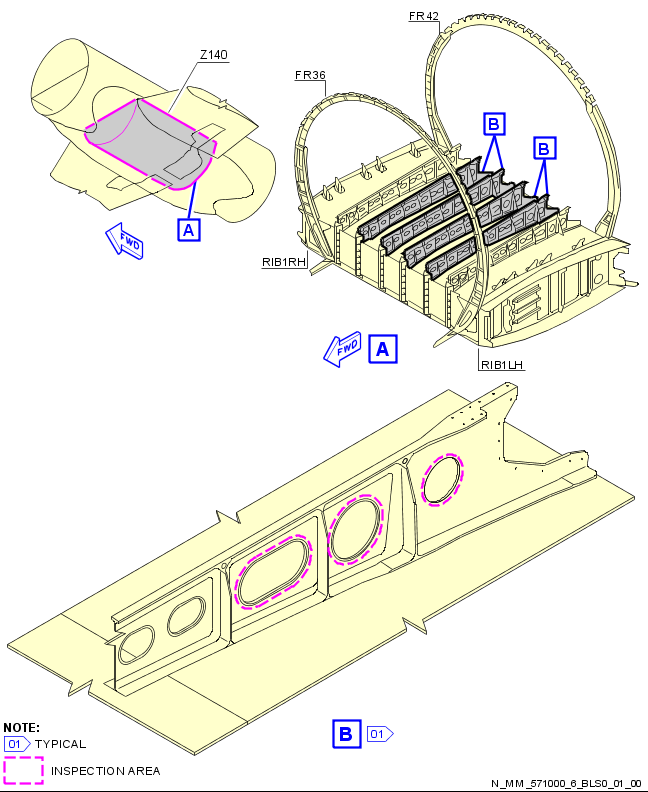 FR42
Z140
FR36
B
B
A
FWD
RIB1RH
FWD
A
RIB1LH
NOTE:
01 TYPICAL
B 01
INSPECTION AREA
N_MM_571000_6_BLS0_01_00